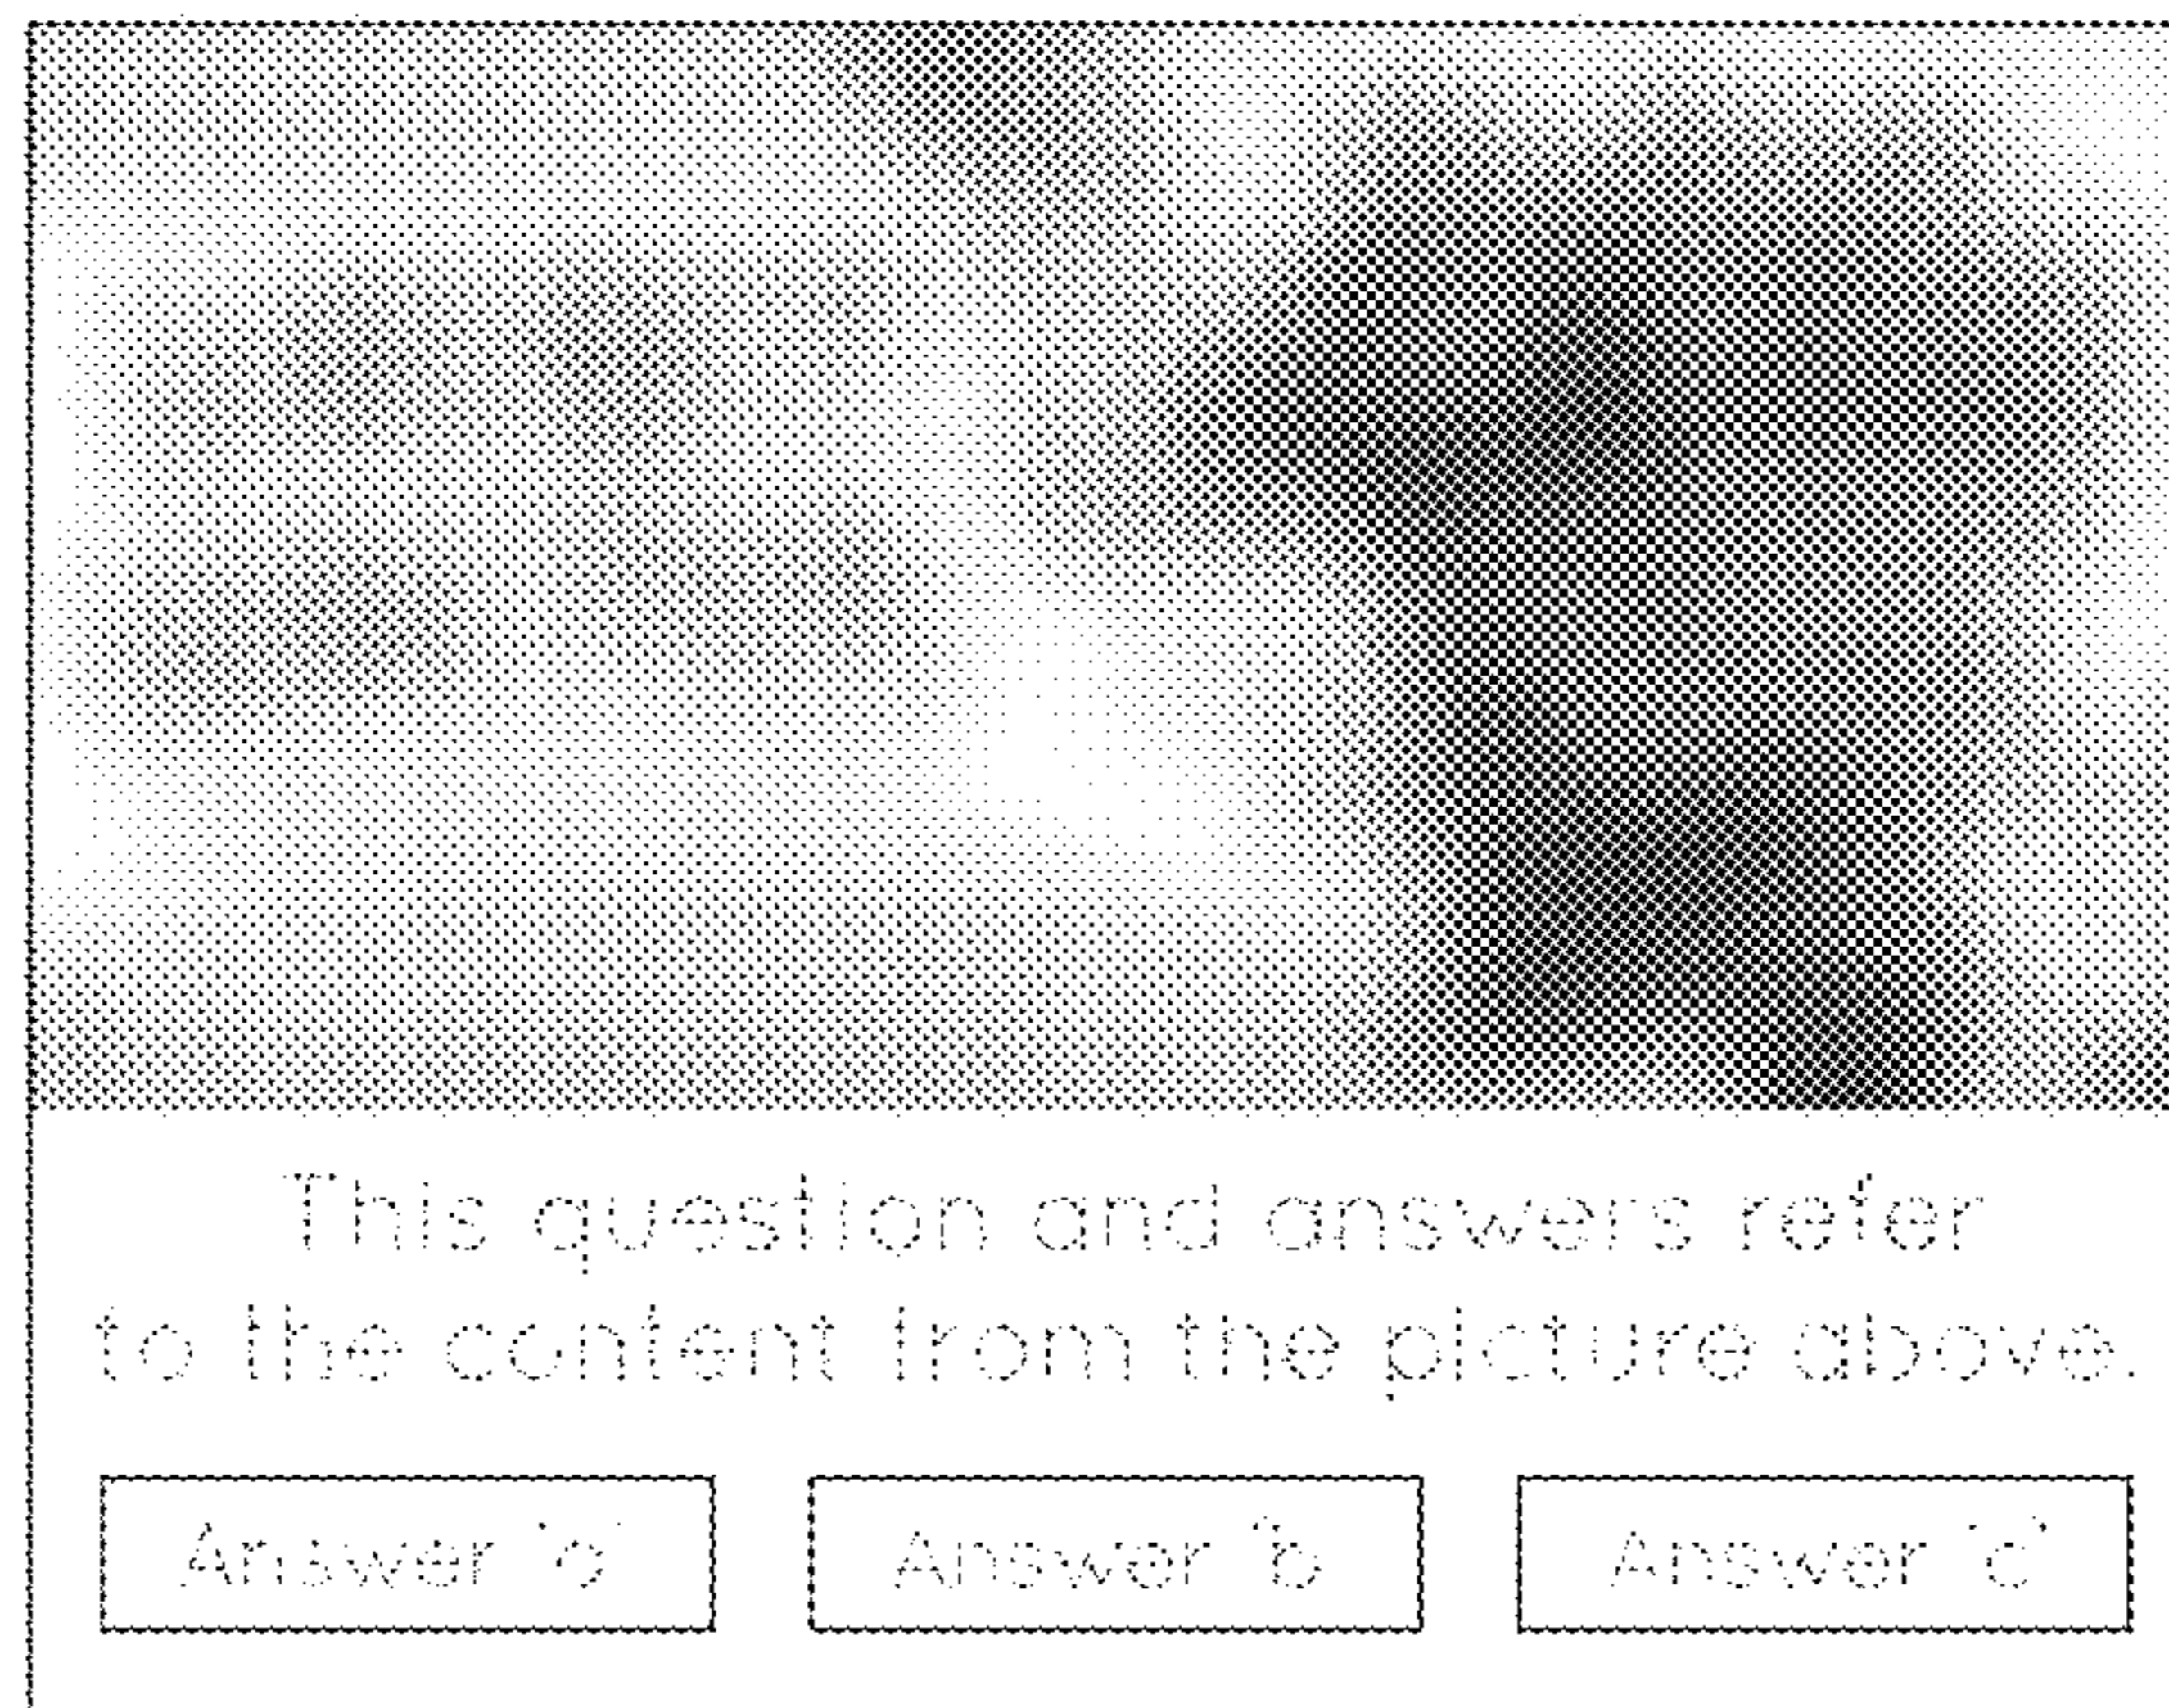 This question and answers refer
to the content from the picture above.
Answer 'a'
Answer 'b'
Answer 'c'